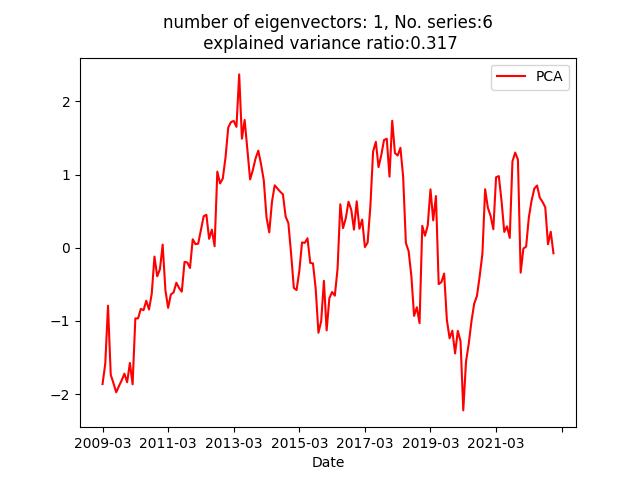 number of eigenvectors: 1, No. series:6
explained variance ratio:0.317
PCA
2
1
0
−1
−2
2009-03 2011-03 2013-03 2015-03 2017-03 2019-03 2021-03
Date